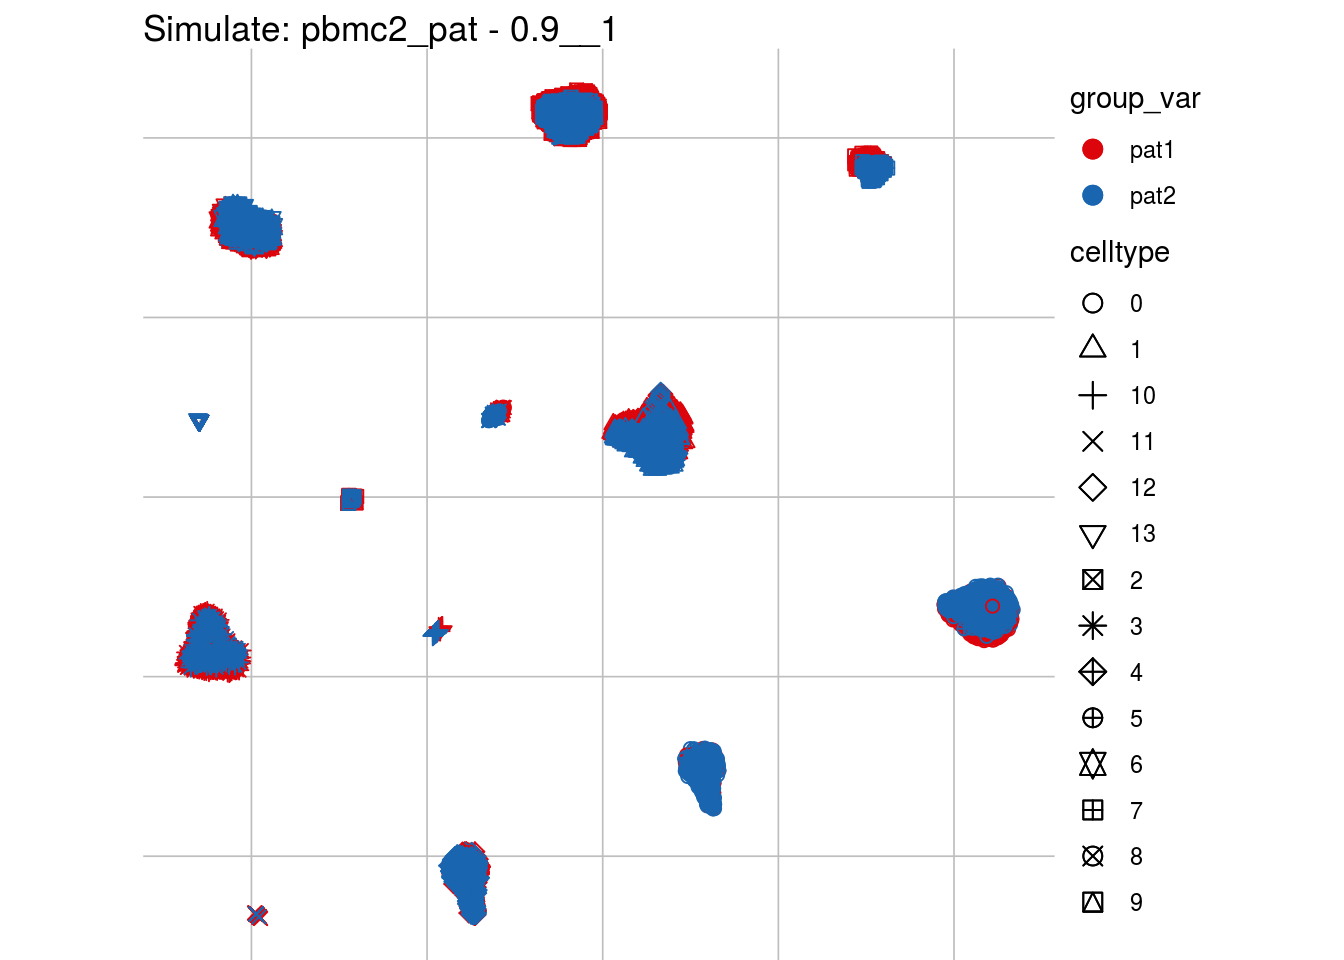 Simulate: pbmc2_pat - 0.9__1
group_var
pat1
pat2
celltype
0
1
10
11
12
13
2
3
4
5
6
7
8
9